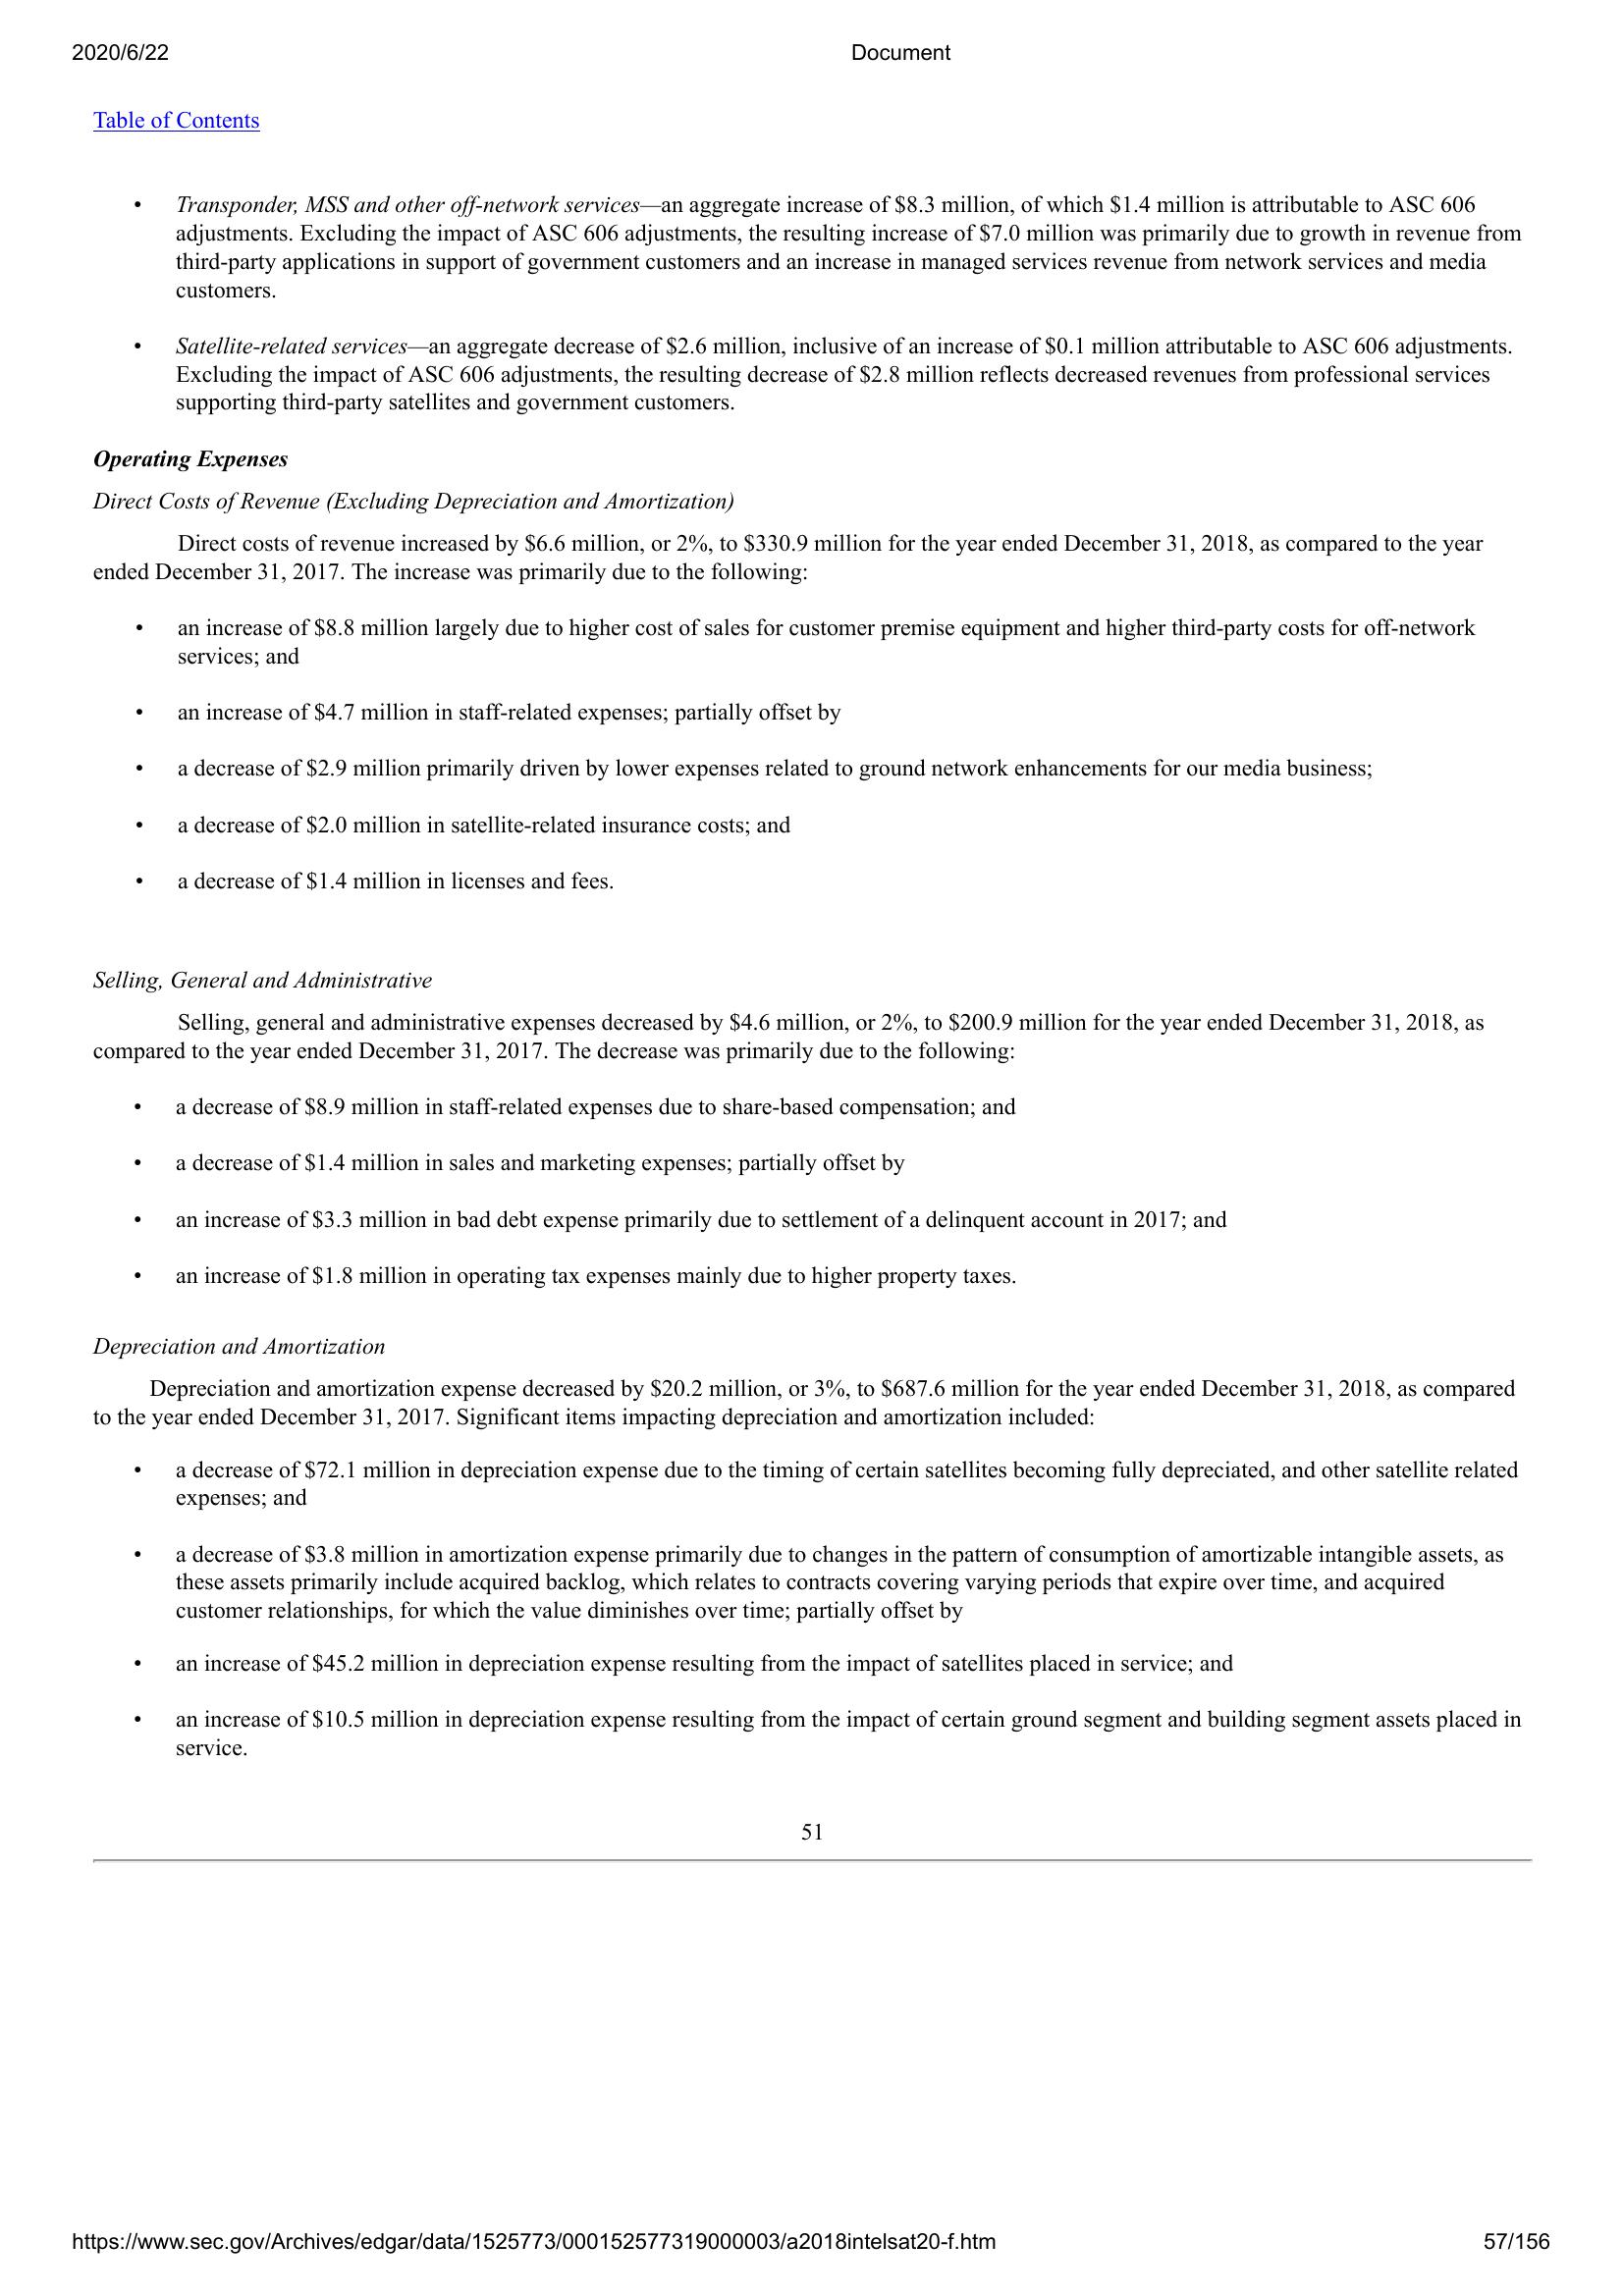 2020/6/22 Document
Table of Contents
• Transponder, MSS and other off-network services—an aggregate increase of $8.3 million, of which $1.4 million is attributable to ASC 606
adjustments. Excluding the impact of ASC 606 adjustments, the resulting increase of $7.0 million was primarily due to growth in revenue from
third-party applications in support of government customers and an increase in managed services revenue from network services and media
customers.
• Satellite-related services—an aggregate decrease of $2.6 million, inclusive of an increase of $0.1 million attributable to ASC 606 adjustments.
Excluding the impact of ASC 606 adjustments, the resulting decrease of $2.8 million reflects decreased revenues from professional services
supporting third-party satellites and government customers.
Operating Expenses
Direct Costs of Revenue (Excluding Depreciation and Amortization)
Direct costs of revenue increased by $6.6 million, or 2%, to $330.9 million for the year ended December 31, 2018, as compared to the year
ended December 31, 2017. The increase was primarily due to the following:
• an increase of $8.8 million largely due to higher cost of sales for customer premise equipment and higher third-party costs for off-network
services; and
• an increase of $4.7 million in staff-related expenses; partially offset by
• a decrease of $2.9 million primarily driven by lower expenses related to ground network enhancements for our media business;
• a decrease of $2.0 million in satellite-related insurance costs; and
• a decrease of $1.4 million in licenses and fees.
Selling, General and Administrative
Selling, general and administrative expenses decreased by $4.6 million, or 2%, to $200.9 million for the year ended December 31, 2018, as
compared to the year ended December 31, 2017. The decrease was primarily due to the following:
• a decrease of $8.9 million in staff-related expenses due to share-based compensation; and
• a decrease of $1.4 million in sales and marketing expenses; partially offset by
• an increase of $3.3 million in bad debt expense primarily due to settlement of a delinquent account in 2017; and
• an increase of $1.8 million in operating tax expenses mainly due to higher property taxes.
Depreciation and Amortization
Depreciation and amortization expense decreased by $20.2 million, or 3%, to $687.6 million for the year ended December 31, 2018, as compared
to the year ended December 31, 2017. Significant items impacting depreciation and amortization included:
• a decrease of $72.1 million in depreciation expense due to the timing of certain satellites becoming fully depreciated, and other satellite related
expenses; and
• a decrease of $3.8 million in amortization expense primarily due to changes in the pattern of consumption of amortizable intangible assets, as
these assets primarily include acquired backlog, which relates to contracts covering varying periods that expire over time, and acquired
customer relationships, for which the value diminishes over time; partially offset by
• an increase of $45.2 million in depreciation expense resulting from the impact of satellites placed in service; and
• an increase of $10.5 million in depreciation expense resulting from the impact of certain ground segment and building segment assets placed in
service.
51
https://www.sec.gov/Archives/edgar/data/1525773/000152577319000003/a2018intelsat20-f.htm 57/156